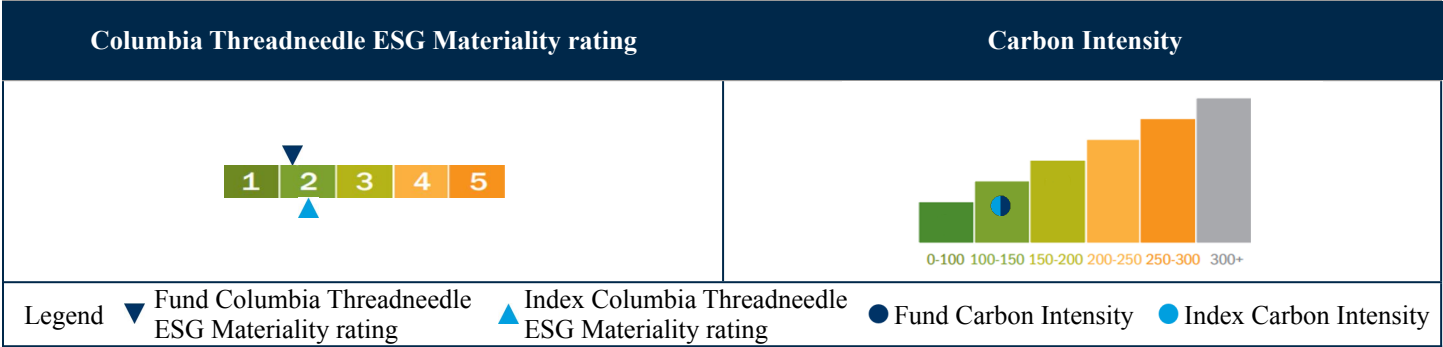 Columbia Threadneedle ESG Materiality rating
Carbon Intensity
1 2 3 4 5
0-100 100-150 150-200 200-250 250-300 300+
Legend
Fund Columbia Threadneedle
ESG Materiality rating
Index Columbia Threadneedle
ESG Materiality rating
Fund Carbon Intensity
Index Carbon Intensity